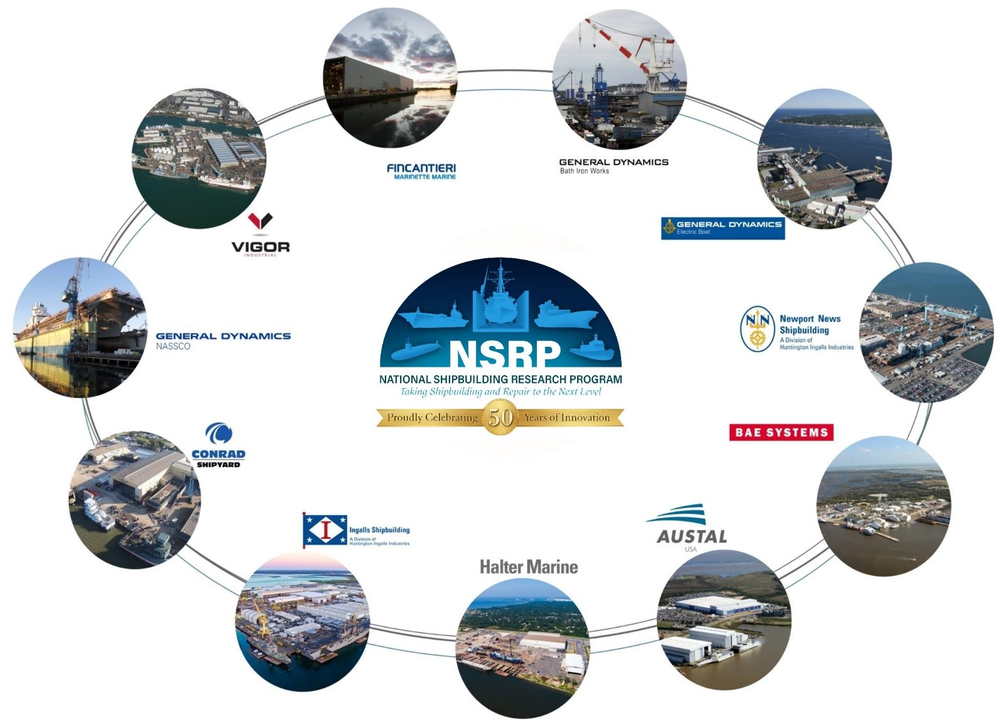 FINCANTIERI
MARINETTE MARINE
GENERAL DYNAMICS
Bath Iron Works
VIGOR
INDUSTRIAL
GENERAL DYNAMICS
Electric Boat
GENERAL DYNAMICS
NASSCO
NSRP
NATIONAL SHIPBUILDING RESEARCH PROGRAM
Taking Shipbuilding and Repair to the Next Level
Proudly Celebrating 50 Years of Innovation
NN
Newport News
Shipbuilding
A Division of
Huntington Ingalls Industries
CONRAD
SHIPYARD
BAE SYSTEMS
I
Ingalls Shipbuilding
A Division of
Huntington Ingalls Industries
Halter Marine
AUSTAL
USA